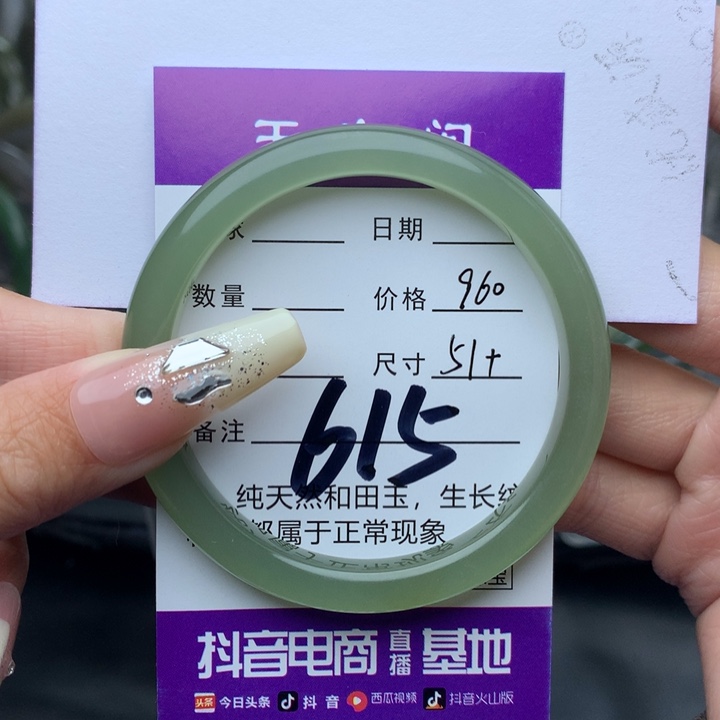 日期
数量 价格 960
尺寸 51+
备注 615
纯天然和田玉，生长纹
都属于正常现象
抖音电商 直播 基地
今日头条 抖音 西瓜视频 抖音火山版